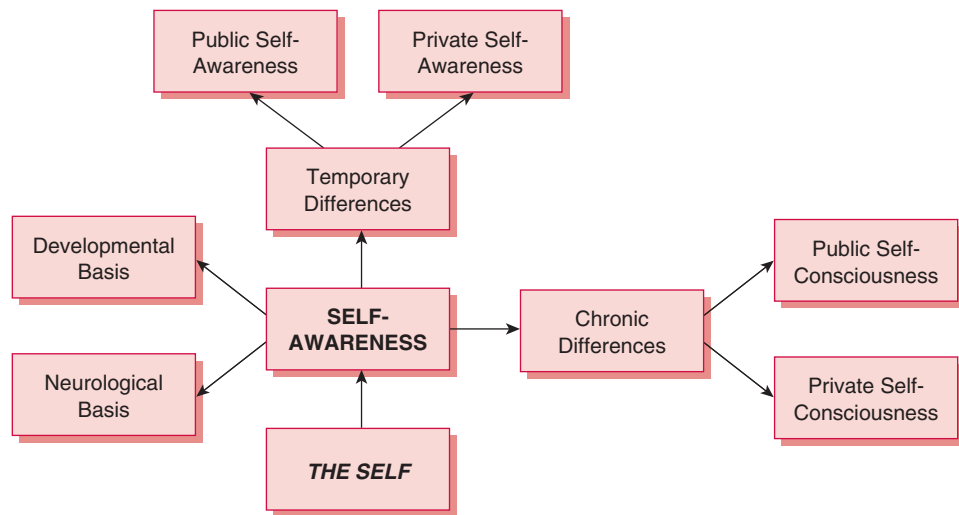 Public Self-
Awareness
Private Self-
Awareness
Temporary
Differences
Developmental
Basis
Public Self-
Consciousness
SELF-
AWARENESS
Chronic
Differences
Neurological
Basis
Private Self-
Consciousness
THE SELF